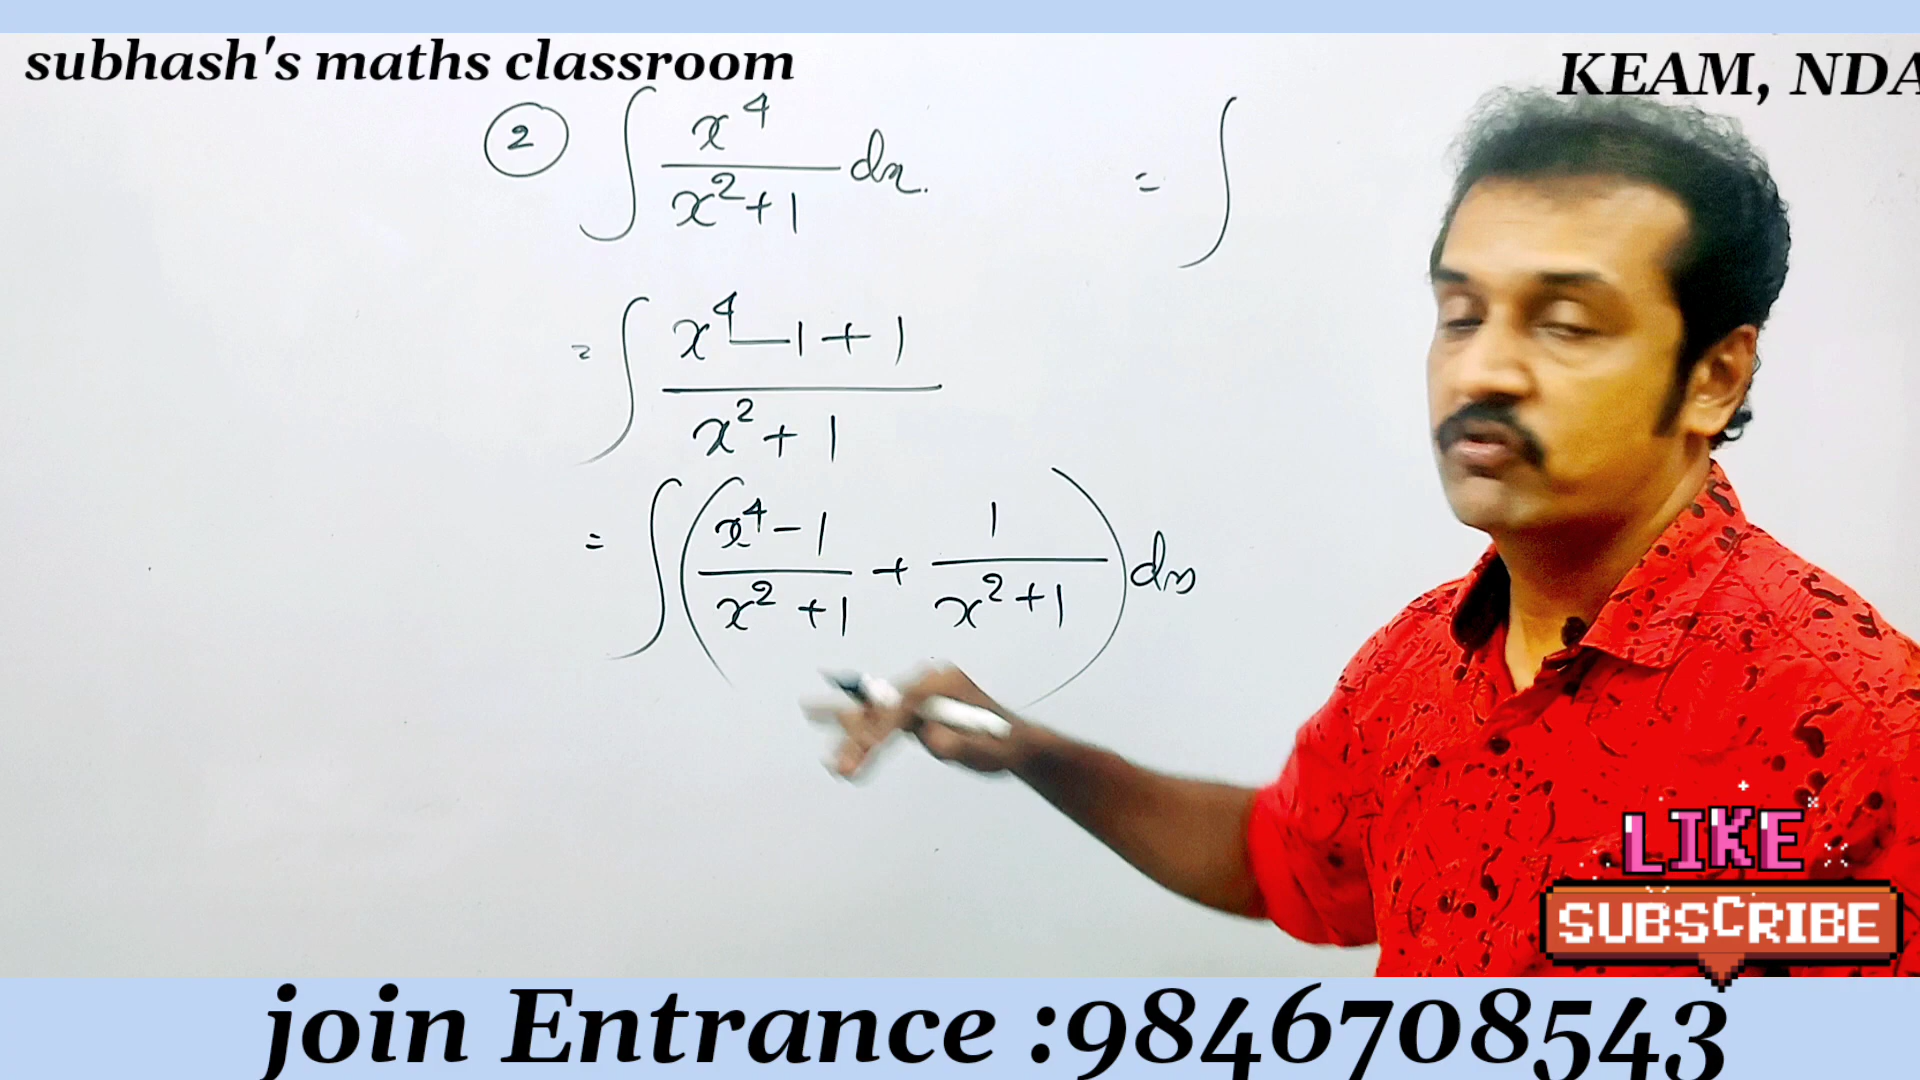 subhash's maths classroom
KEAM, NDA
② ∫ x⁴/(x²+1) dx. = ∫
= ∫ (x⁴-1+1)/(x²+1)
= ∫ ((x⁴-1)/(x²+1) + 1/(x²+1)) dx
LIKE
SUBSCRIBE
join Entrance :9846708543